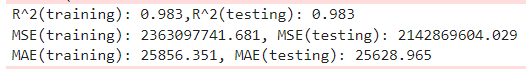 R^2(training): 0.983,R^2(testing): 0.983
MSE(training): 2363097741.681, MSE(testing): 2142869604.029
MAE(training): 25856.351, MAE(testing): 25628.965